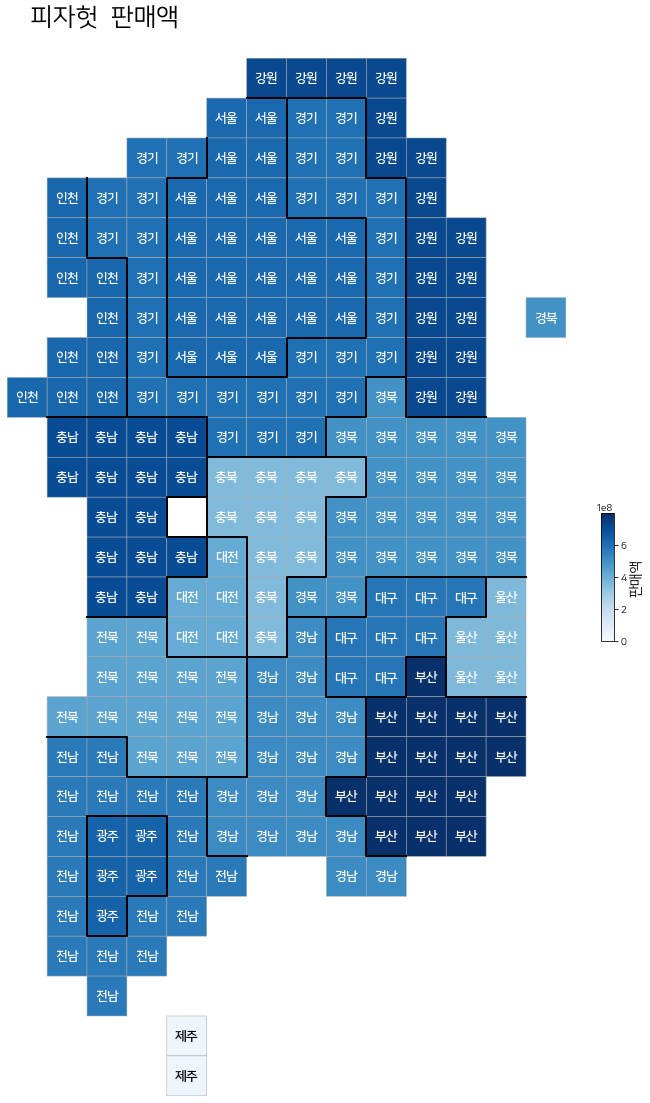 피자헛 판매액
강원 강원 강원 강원
서울 서울 경기 경기 강원
경기 경기 서울 서울 경기 경기 강원 강원
인천 경기 경기 서울 서울 서울 경기 경기 경기 강원
인천 경기 경기 서울 서울 서울 서울 서울 경기 강원 강원
인천 인천 경기 서울 서울 서울 서울 서울 경기 강원 강원
인천 경기 서울 서울 서울 서울 서울 경기 강원 강원 경북
인천 인천 경기 서울 서울 서울 경기 경기 경기 강원 강원
인천 인천 인천 경기 경기 경기 경기 경기 경기 경북 강원 강원
충남 충남 충남 충남 경기 경기 경기 경북 경북 경북 경북 경북
충남 충남 충남 충남 충북 충북 충북 충북 경북 경북 경북 경북
충남 충남 충북 충북 충북 경북 경북 경북 경북 경북
1e8
충남 충남 충남 대전 충북 충북 경북 경북 경북 경북 경북
6
충남 충남 대전 대전 충북 경북 경북 대구 대구 대구 울산
4
판매액
2
전북 전북 대전 대전 충북 경남 대구 대구 대구 울산 울산
0
전북 전북 전북 전북 경남 경남 대구 대구 부산 울산 울산
전북 전북 전북 전북 전북 경남 경남 경남 부산 부산 부산 부산
전남 전남 전북 전북 전북 경남 경남 경남 부산 부산 부산 부산
전남 전남 전남 전남 경남 경남 경남 부산 부산 부산 부산
전남 광주 광주 전남 경남 경남 경남 경남 부산 부산 부산
전남 광주 광주 전남 전남 경남 경남
전남 광주 전남 전남
전남 전남 전남
전남
제주
제주